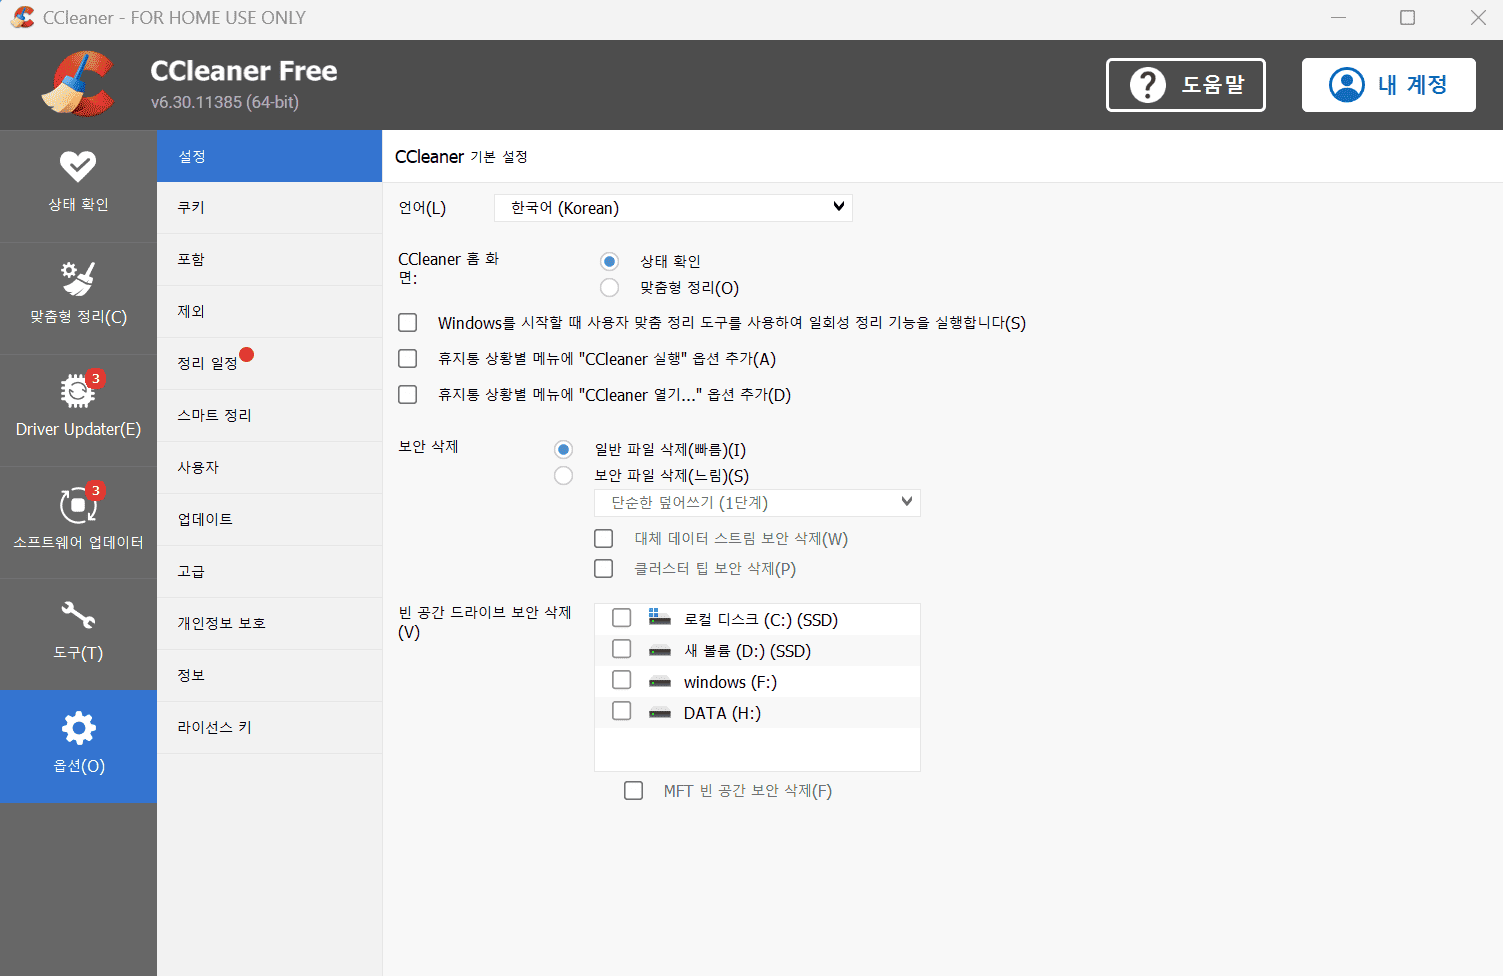 CCleaner - FOR HOME USE ONLY
CCleaner Free
v6.30.11385 (64-bit)
도움말
내 계정
상태 확인
맞춤형 정리(C)
3
Driver Updater(E)
3
소프트웨어 업데이터
도구(T)
옵션(O)
설정
쿠키
포함
제외
정리 일정
스마트 정리
사용자
업데이트
고급
개인정보 보호
정보
라이선스 키
CCleaner 기본 설정
언어(L)
한국어 (Korean)
CCleaner 홈 화
면:
상태 확인
맞춤형 정리(O)
Windows를 시작할 때 사용자 맞춤 정리 도구를 사용하여 일회성 정리 기능을 실행합니다(S)
휴지통 상황별 메뉴에 "CCleaner 실행" 옵션 추가(A)
휴지통 상황별 메뉴에 "CCleaner 열기..." 옵션 추가(D)
보안 삭제
일반 파일 삭제(빠름)(I)
보안 파일 삭제(느림)(S)
단순한 덮어쓰기 (1단계)
대체 데이터 스트림 보안 삭제(W)
클러스터 팁 보안 삭제(P)
빈 공간 드라이브 보안 삭제
(V)
로컬 디스크 (C:) (SSD)
새 볼륨 (D:) (SSD)
windows (F:)
DATA (H:)
MFT 빈 공간 보안 삭제(F)